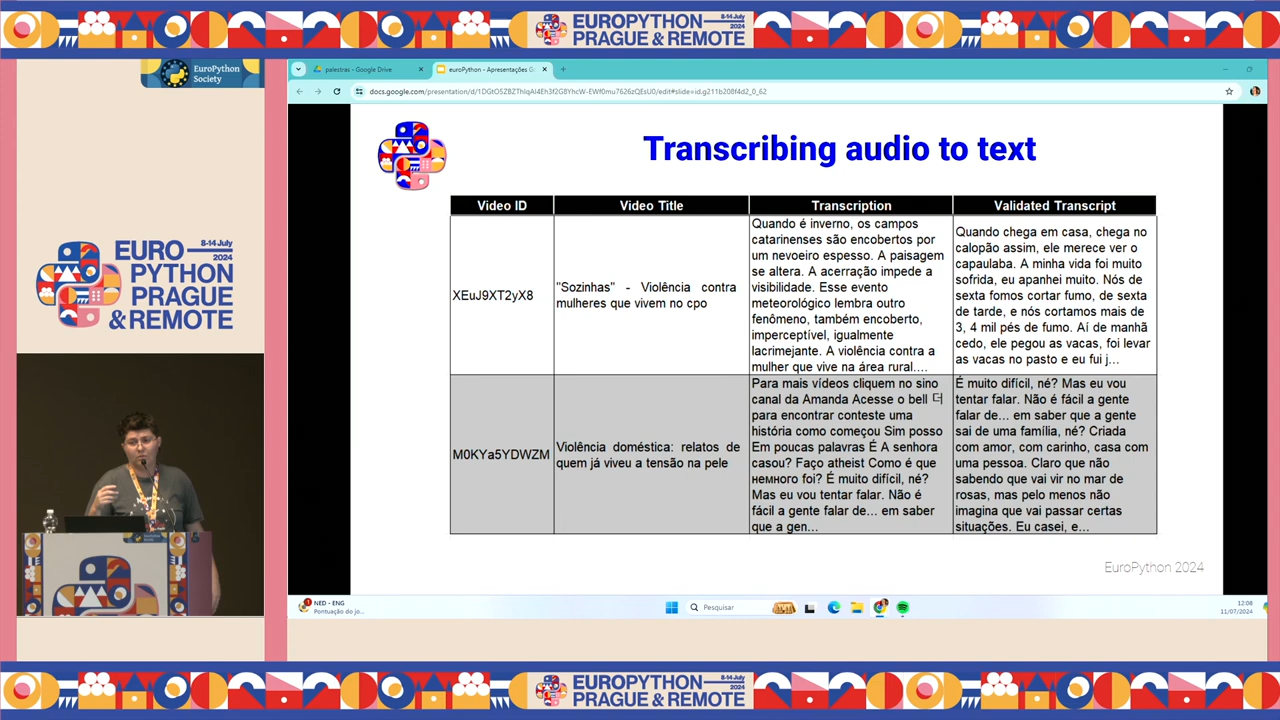 8-14 July
EUROPYTHON
2024
PRAGUE & REMOTE
EuroPython
Society
palestras - Google Drive
euroPython - Apresentações G
8-14 July
2024
EURO
PYTHON
PRAGUE
& REMOTE
Transcribing audio to text
Video ID
Video Title
Transcription
Validated Transcript
XEuJ9XT2yX8
"Sozinhas" - Violência contra
mulheres que vivem no cpo
Quando é inverno, os campos
catarinenses são encobertos por
um nevoeiro espesso. A paisagem
se altera. A acerração impede a
visibilidade. Esse evento
meteorológico lembra outro
fenômeno, também encoberto,
imperceptível, igualmente
lacrimejante. A violência contra a
mulher que vive na área rural....
Quando chega em casa, chega no
calopão assim, ele merece ver o
capaulaba. A minha vida foi muito
sofrida, eu apanhei muito. Nós de
sexta fomos cortar fumo, de sexta
de tarde, e nós cortamos mais de
3, 4 mil pés de fumo. Aí de manhã
cedo, ele pegou as vacas, foi levar
as vacas no pasto e eu fui j...
M0KYa5YDWZM
Violência doméstica: relatos de
quem já viveu a tensão na pele
Para mais vídeos cliquem no sino
canal da Amanda Acesse o bell 더
para encontrar conteste uma
história como começou Sim posso
Em poucas palavras É A senhora
casou? Faço atheist Como é que
немного foi? É muito difícil, né?
Mas eu vou tentar falar. Não é
fácil a gente falar de... em saber
que a gen...
É muito difícil, né? Mas eu vou
tentar falar. Não é fácil a gente
falar de... em saber que a gente
sai de uma família, né? Criada
com amor, com carinho, casa com
uma pessoa. Claro que não
sabendo que vai vir no mar de
rosas, mas pelo menos não
imagina que vai passar certas
situações. Eu casei, e...
EuroPython 2024
NED - ENG
Pontuação do jo...
Pesquisar
12:08
11/07/2024
EUROPYTHON
8-14 July
2024
PRAGUE & REMOTE